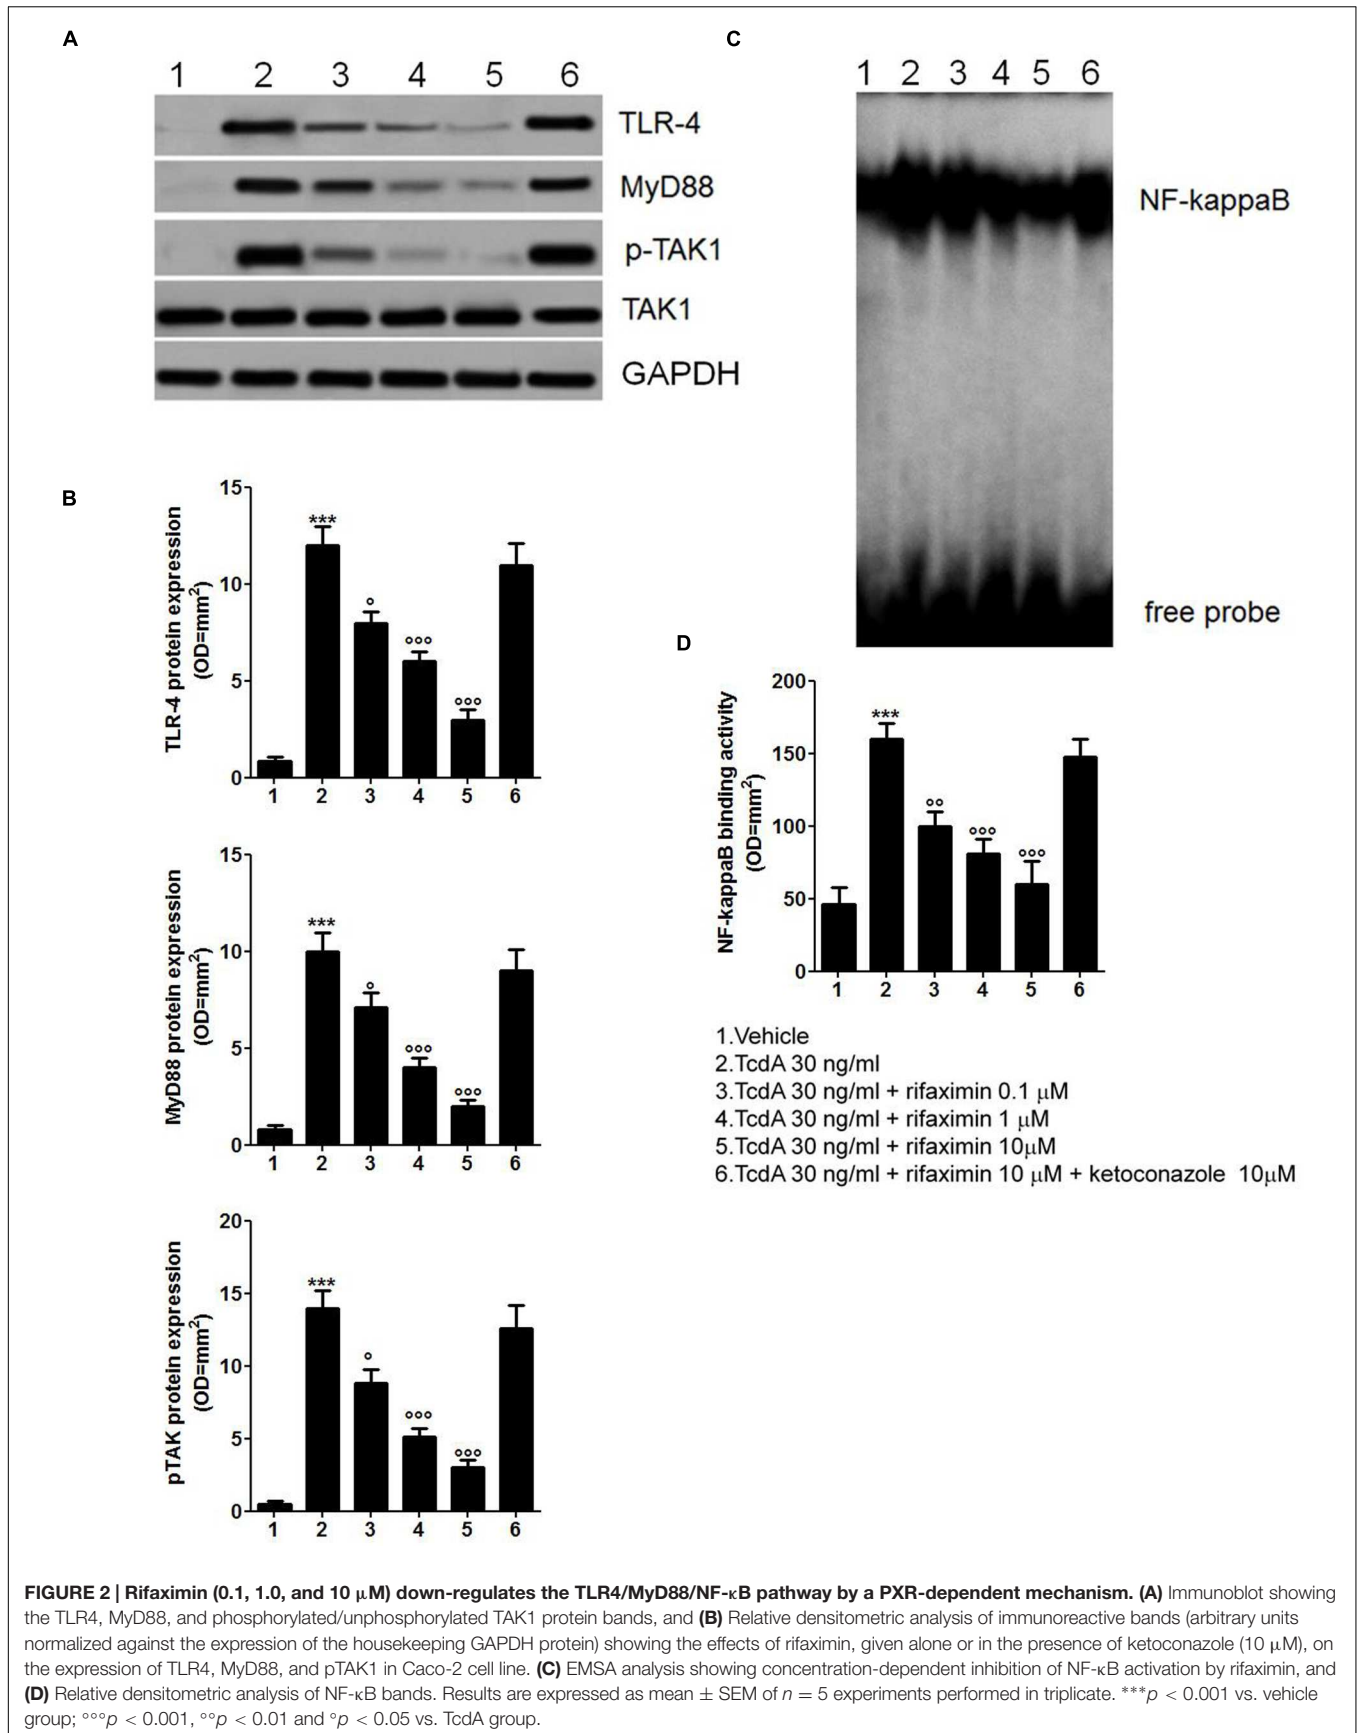 A
1 2 3 4 5 6
TLR-4
MyD88
p-TAK1
TAK1
GAPDH
B
15
10
5
0
TLR-4 protein expression
(OD=mm²)
***
°
°°°
°°°
1 2 3 4 5 6
15
10
5
0
MyD88 protein expression
(OD=mm²)
***
°
°°°
°°°
1 2 3 4 5 6
20
15
10
5
0
pTAK protein expression
(OD=mm²)
***
°
°°°
°°°
1 2 3 4 5 6
C
1 2 3 4 5 6
NF-kappaB
free probe
D
200
150
100
50
0
NF-kappaB binding activity
(OD=mm²)
***
°°
°°°
°°°
1 2 3 4 5 6
1.Vehicle
2.TcdA 30 ng/ml
3.TcdA 30 ng/ml + rifaximin 0.1 μM
4.TcdA 30 ng/ml + rifaximin 1 μM
5.TcdA 30 ng/ml + rifaximin 10μM
6.TcdA 30 ng/ml + rifaximin 10 μM + ketoconazole 10μM
FIGURE 2 | Rifaximin (0.1, 1.0, and 10 μM) down-regulates the TLR4/MyD88/NF-κB pathway by a PXR-dependent mechanism. (A) Immunoblot showing
the TLR4, MyD88, and phosphorylated/unphosphorylated TAK1 protein bands, and (B) Relative densitometric analysis of immunoreactive bands (arbitrary units
normalized against the expression of the housekeeping GAPDH protein) showing the effects of rifaximin, given alone or in the presence of ketoconazole (10 μM), on
the expression of TLR4, MyD88, and pTAK1 in Caco-2 cell line. (C) EMSA analysis showing concentration-dependent inhibition of NF-κB activation by rifaximin, and
(D) Relative densitometric analysis of NF-κB bands. Results are expressed as mean ± SEM of n = 5 experiments performed in triplicate. ***p < 0.001 vs. vehicle
group; °°°p < 0.001, °°p < 0.01 and °p < 0.05 vs. TcdA group.